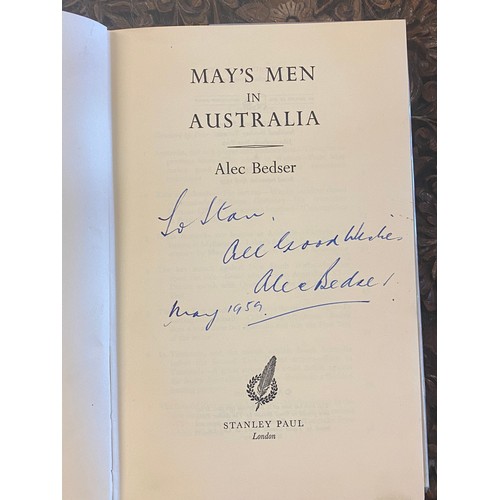 MAY'S MEN
IN
AUSTRALIA
Alec Bedser
To Stan.
All Good Wishes
Alec Bedser
May 1959
STANLEY PAUL
London